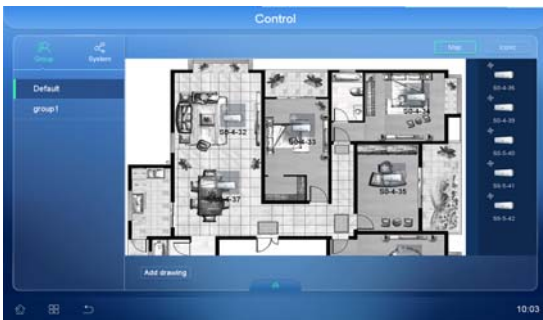 Control
Group
System
Map
Icons
Default
group1
S0-4-32
S0-4-33
S0-4-34
S0-4-35
S0-4-37
S0-4-36
S0-4-39
S0-5-40
S0-5-41
S0-5-42
Add drawing
10:03